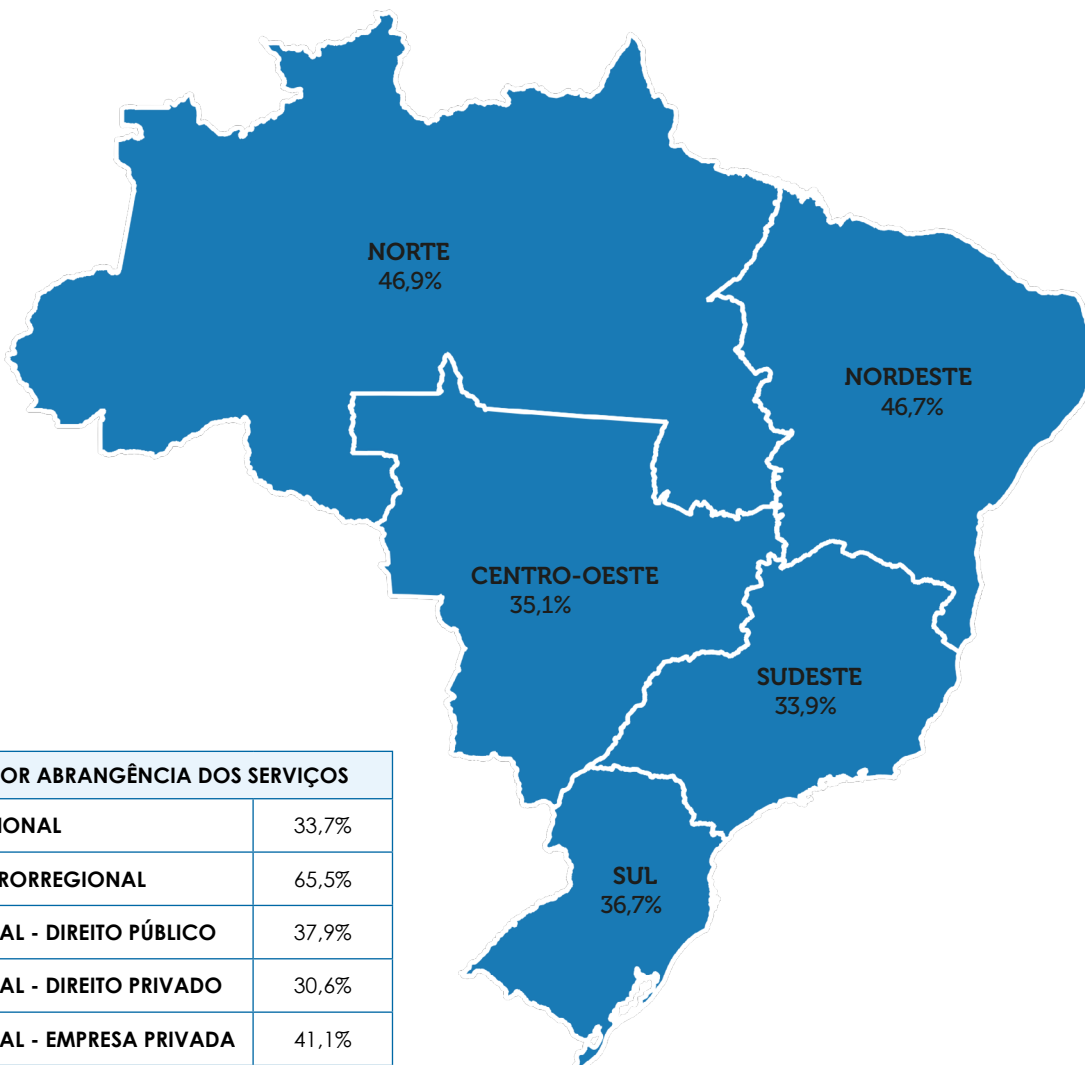 NORTE
46,9%
NORDESTE
46,7%
CENTRO-OESTE
35,1%
SUDESTE
33,9%
SUL
36,7%
OR ABRANGÊNCIA DOS SERVIÇOS
IONAL 33,7%
RORREGIONAL 65,5%
AL - DIREITO PÚBLICO 37,9%
AL - DIREITO PRIVADO 30,6%
AL - EMPRESA PRIVADA 41,1%